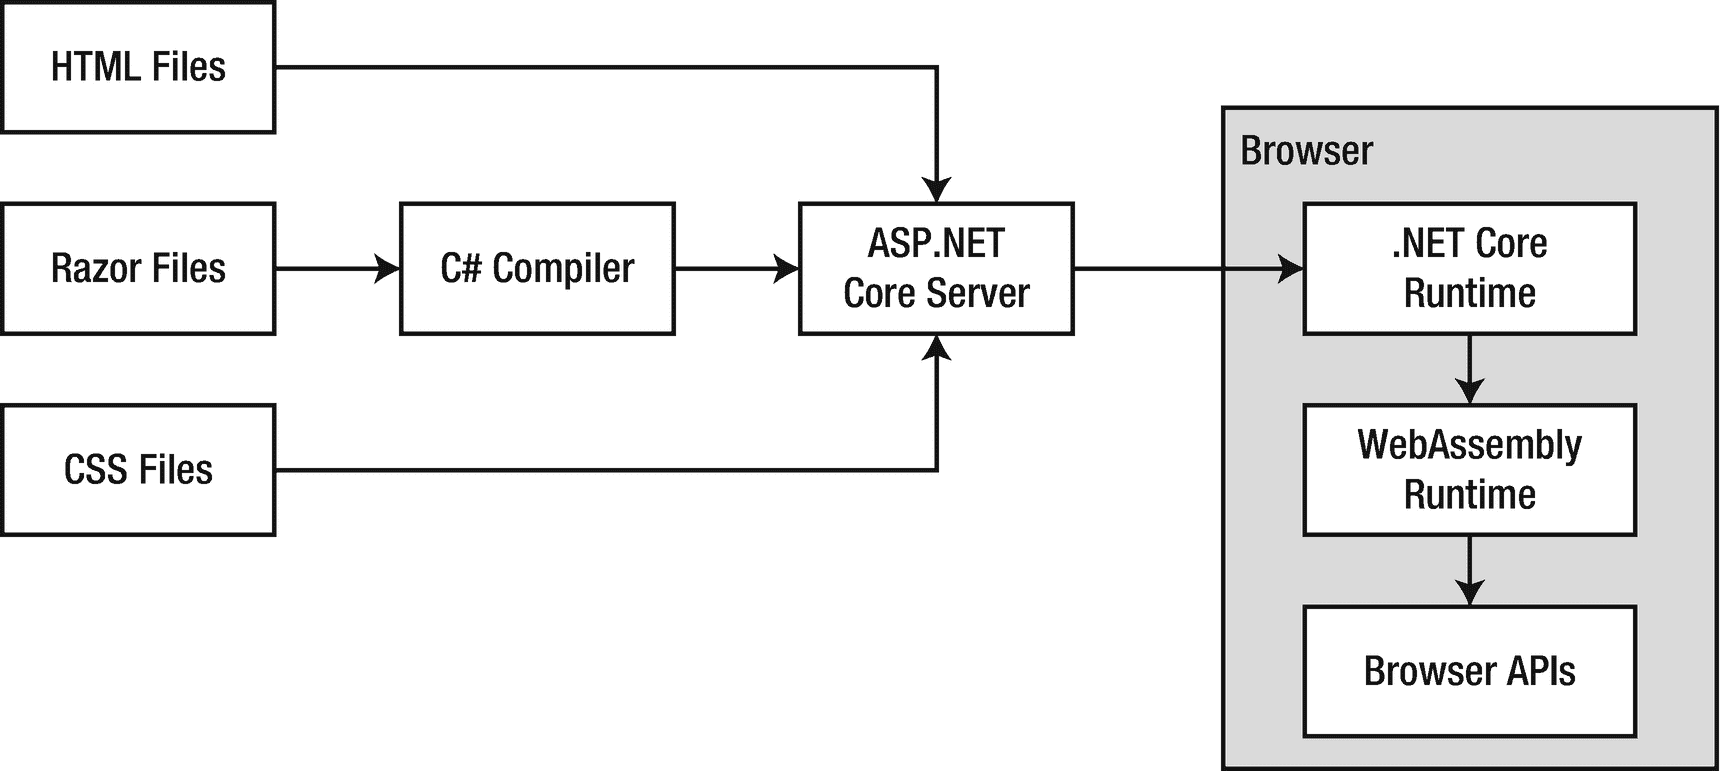 HTML Files
Browser
Razor Files
C# Compiler
ASP.NET
Core Server
.NET Core
Runtime
CSS Files
WebAssembly
Runtime
Browser APIs